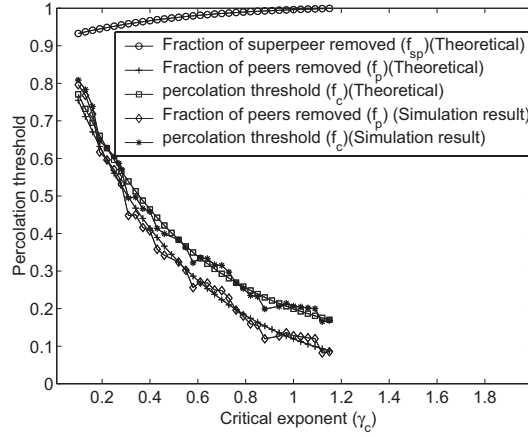 1
0.9
0.8
0.7
0.6
0.5
0.4
0.3
0.2
0.1
0
Percolation threshold
Fraction of superpeer removed (f_sp)(Theoretical)
Fraction of peers removed (f_p)(Theoretical)
percolation threshold (f_c)(Theoretical)
Fraction of peers removed (f_p) (Simulation result)
percolation threshold (f_c)(Simulation result)
0.2 0.4 0.6 0.8 1 1.2 1.4 1.6 1.8 2
Critical exponent (γ_c)